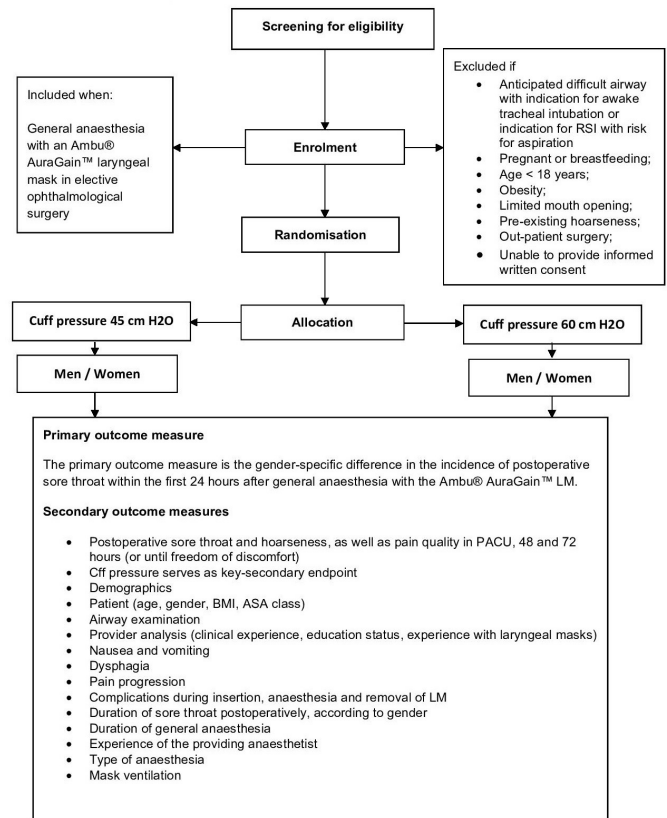 Screening for eligibility
Included when:
General anaesthesia
with an Ambu®
AuraGain™ laryngeal
mask in elective
ophthalmological
surgery
Enrolment
Excluded if
• Anticipated difficult airway
with indication for awake
tracheal intubation or
indication for RSI with risk
for aspiration
• Pregnant or breastfeeding;
• Age < 18 years;
• Obesity;
• Limited mouth opening;
• Pre-existing hoarseness;
• Out-patient surgery;
• Unable to provide informed
written consent
Randomisation
Cuff pressure 45 cm H2O
Allocation
Cuff pressure 60 cm H2O
Men / Women
Men / Women
Primary outcome measure
The primary outcome measure is the gender-specific difference in the incidence of postoperative
sore throat within the first 24 hours after general anaesthesia with the Ambu® AuraGain™ LM.
Secondary outcome measures
• Postoperative sore throat and hoarseness, as well as pain quality in PACU, 48 and 72
hours (or until freedom of discomfort)
• Cff pressure serves as key-secondary endpoint
• Demographics
• Patient (age, gender, BMI, ASA class)
• Airway examination
• Provider analysis (clinical experience, education status, experience with laryngeal masks)
• Nausea and vomiting
• Dysphagia
• Pain progression
• Complications during insertion, anaesthesia and removal of LM
• Duration of sore throat postoperatively, according to gender
• Duration of general anaesthesia
• Experience of the providing anaesthetist
• Type of anaesthesia
• Mask ventilation